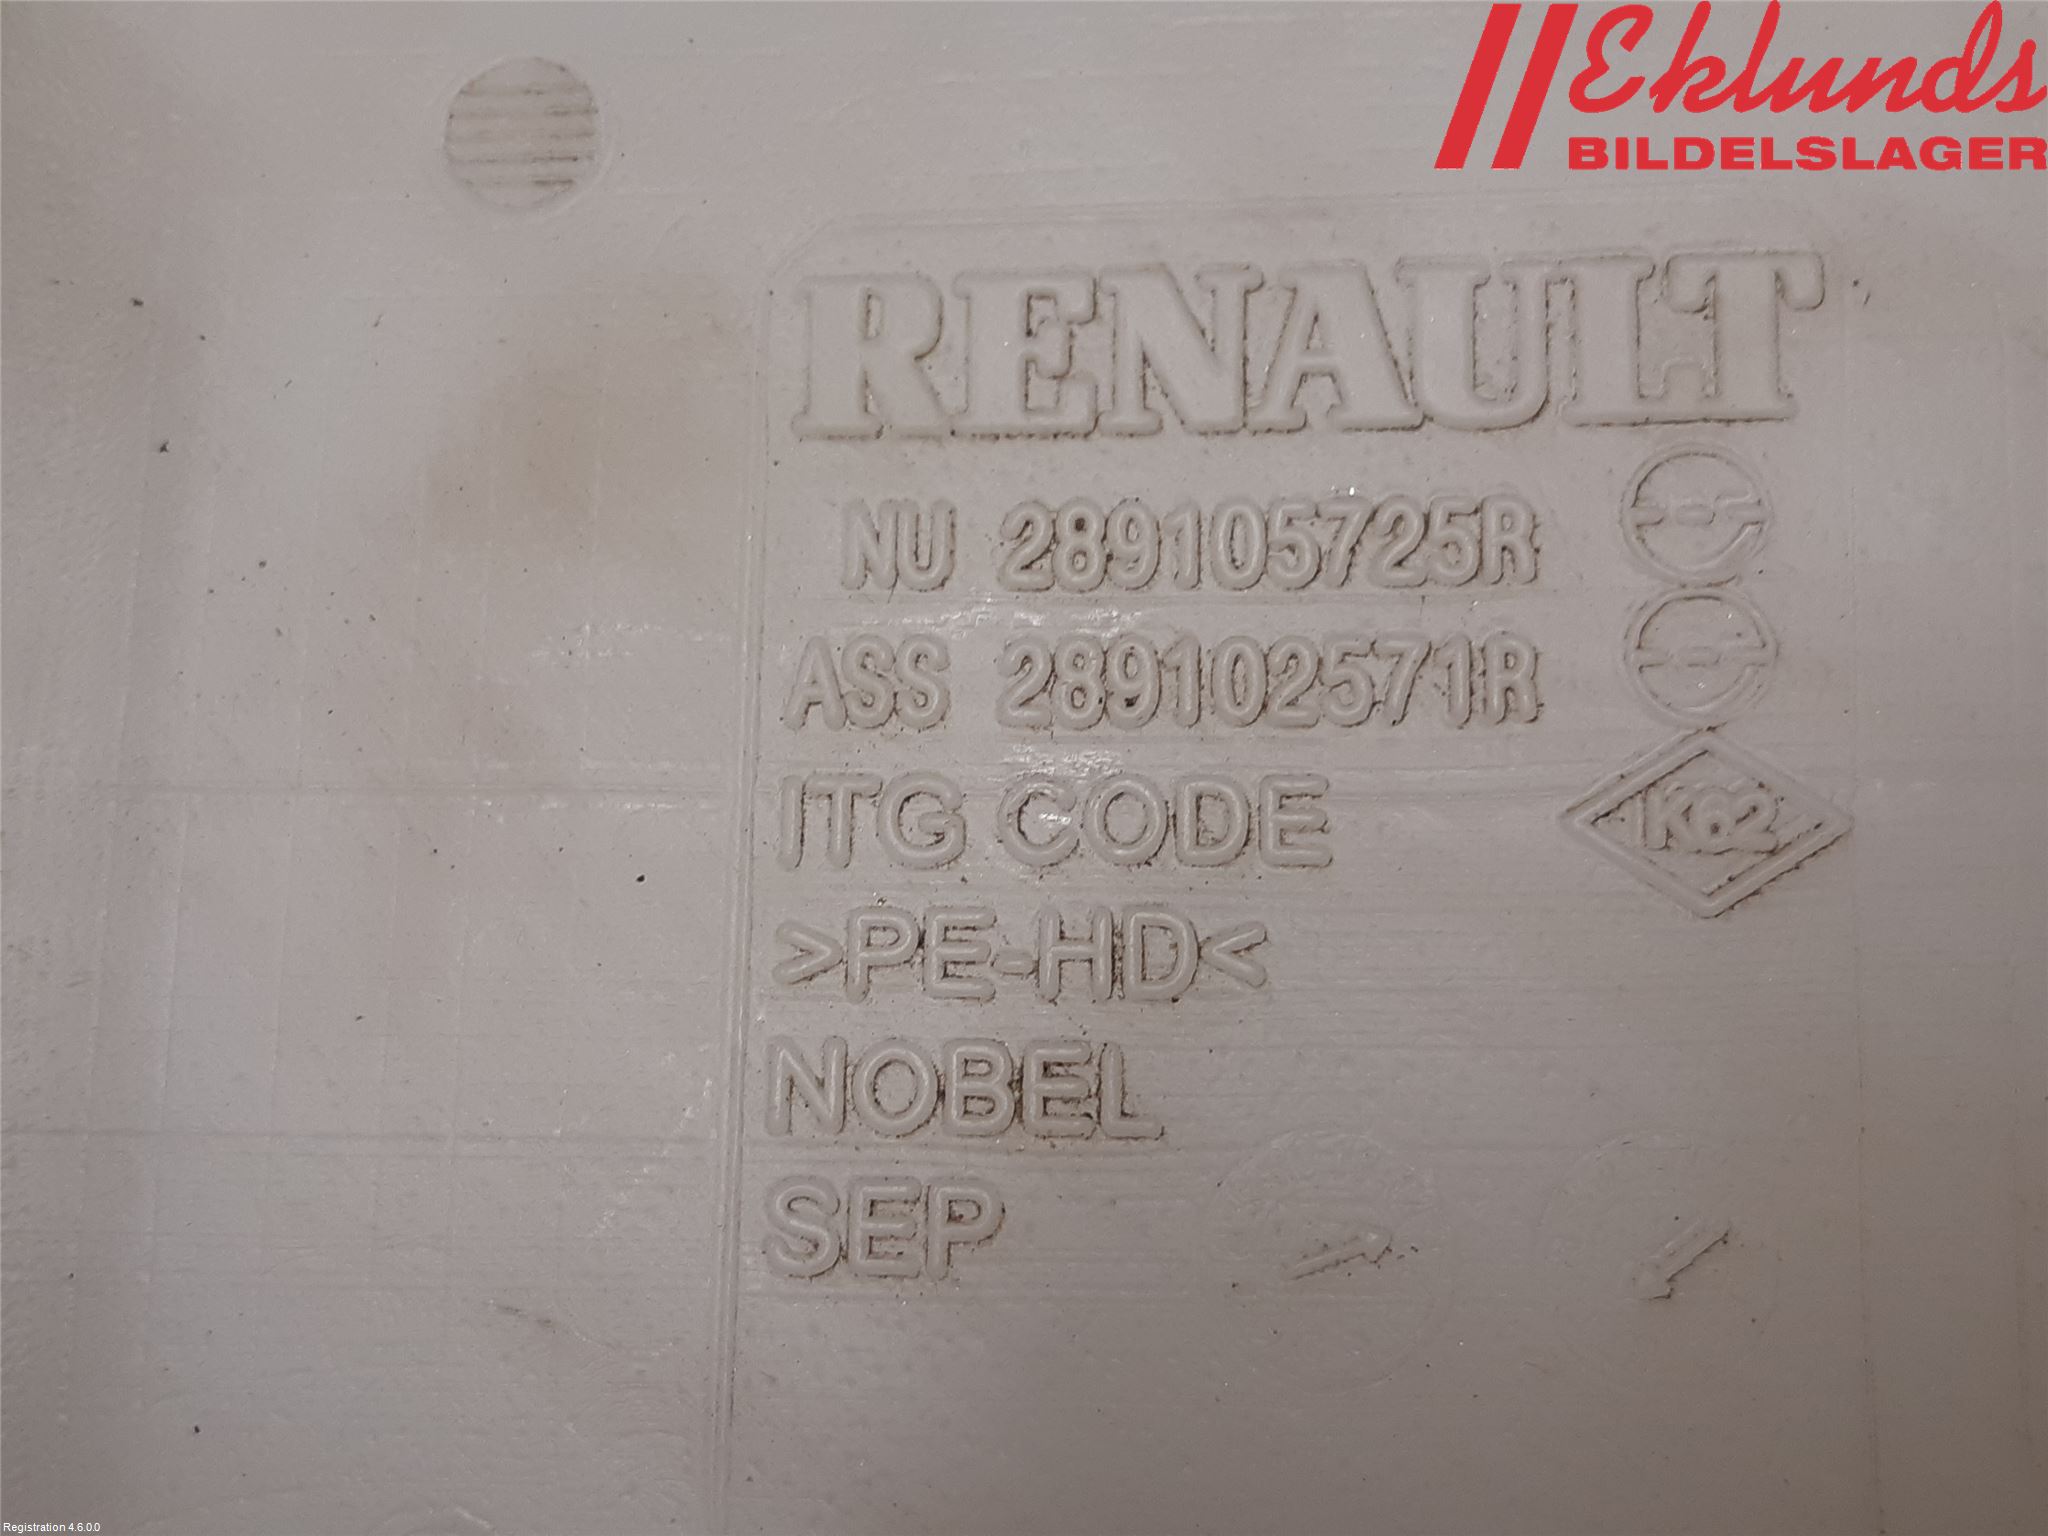 Eklunds
BILDELSLAGER
RENAULT
NU 289105725R
ASS 289102571R
ITG CODE
K62
>PE-HD<
NOBEL
SEP
Registration 4.6.0.0